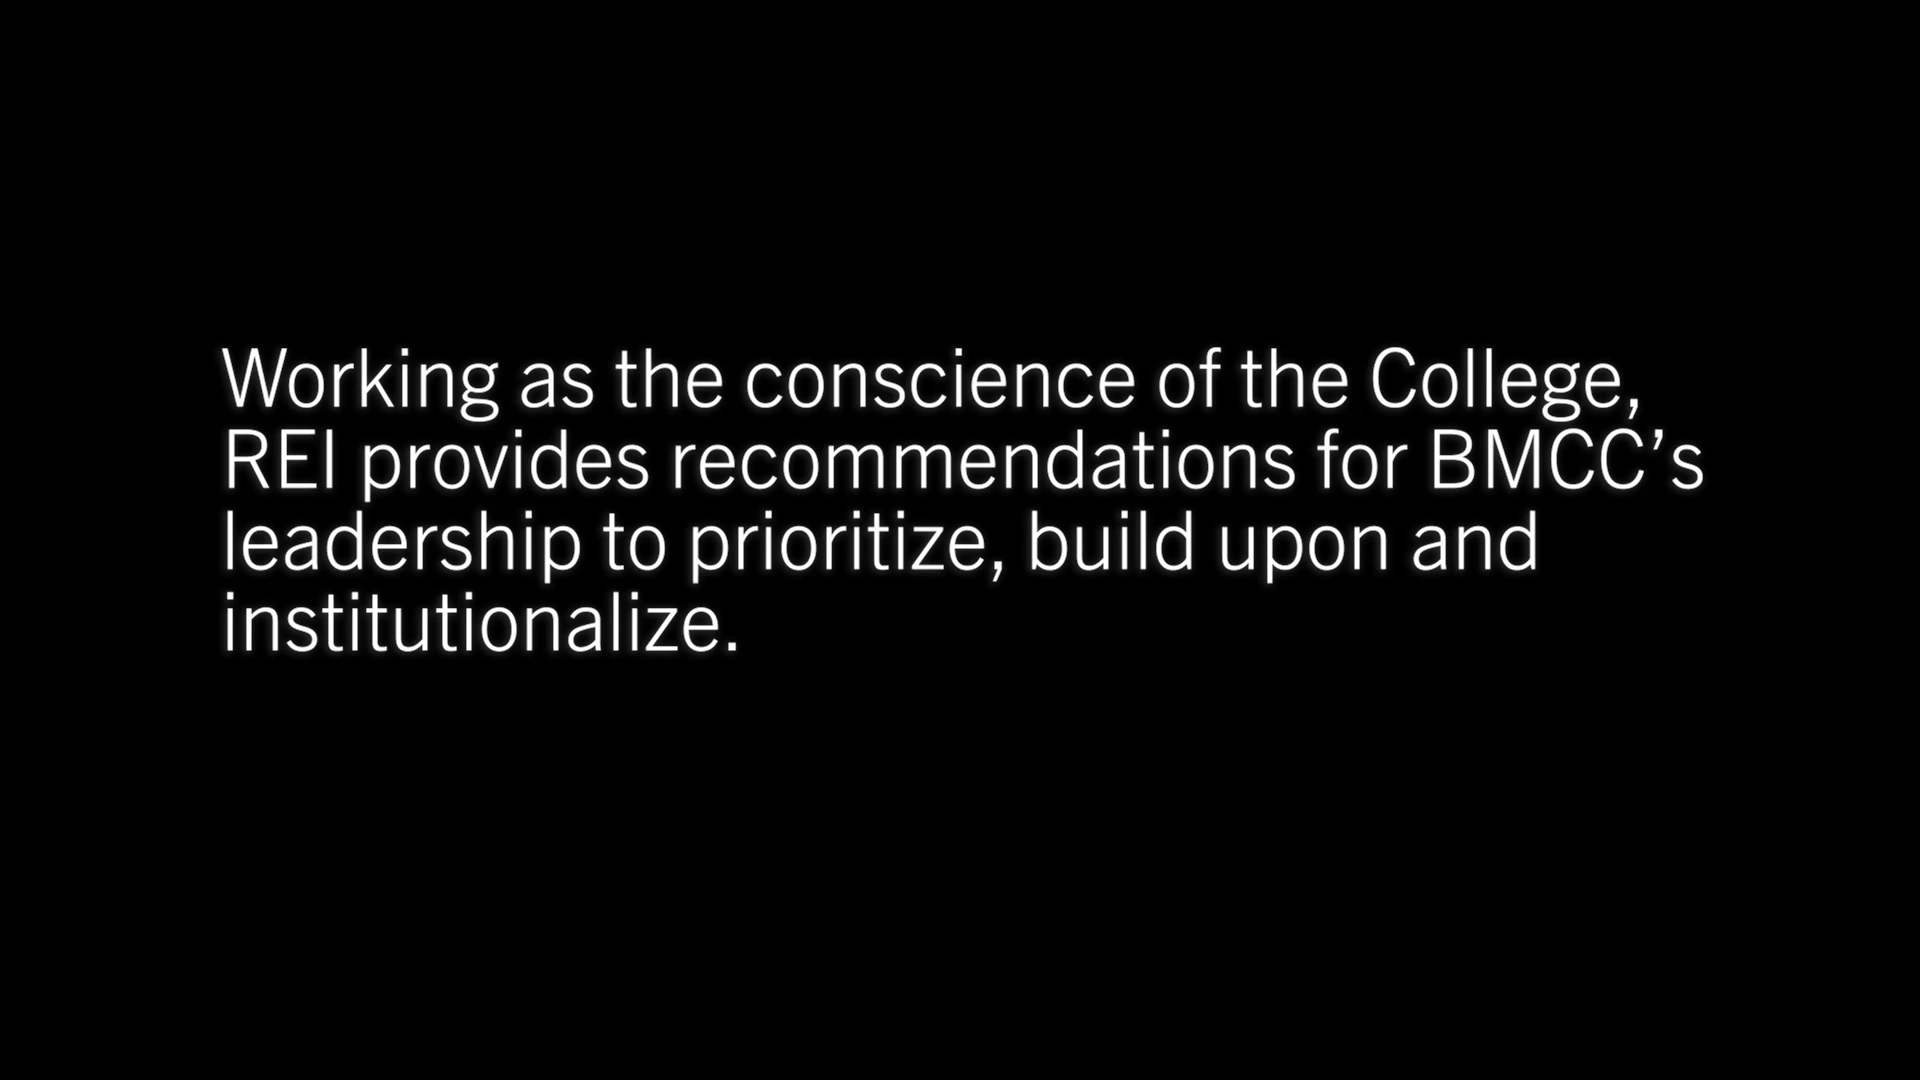 Working as the conscience of the College,
REI provides recommendations for BMCC’s
leadership to prioritize, build upon and
institutionalize.